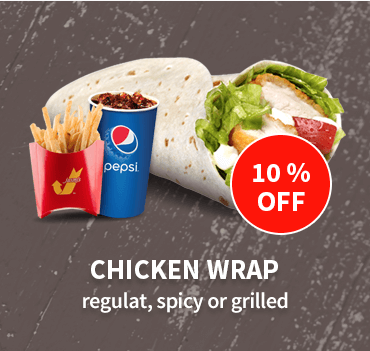 pepsi
10 %
OFF
CHICKEN WRAP
regulat, spicy or grilled